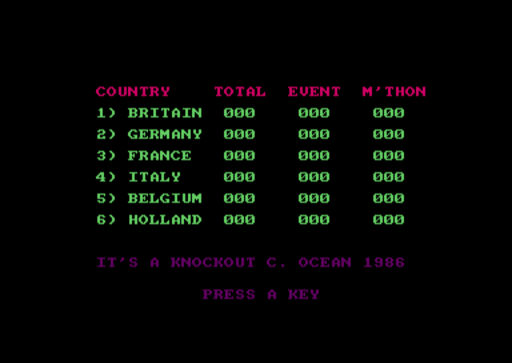 COUNTRY TOTAL EVENT M'THON
1) BRITAIN 000 000 000
2) GERMANY 000 000 000
3) FRANCE 000 000 000
4) ITALY 000 000 000
5) BELGIUM 000 000 000
6) HOLLAND 000 000 000
IT'S A KNOCKOUT C. OCEAN 1986
PRESS A KEY